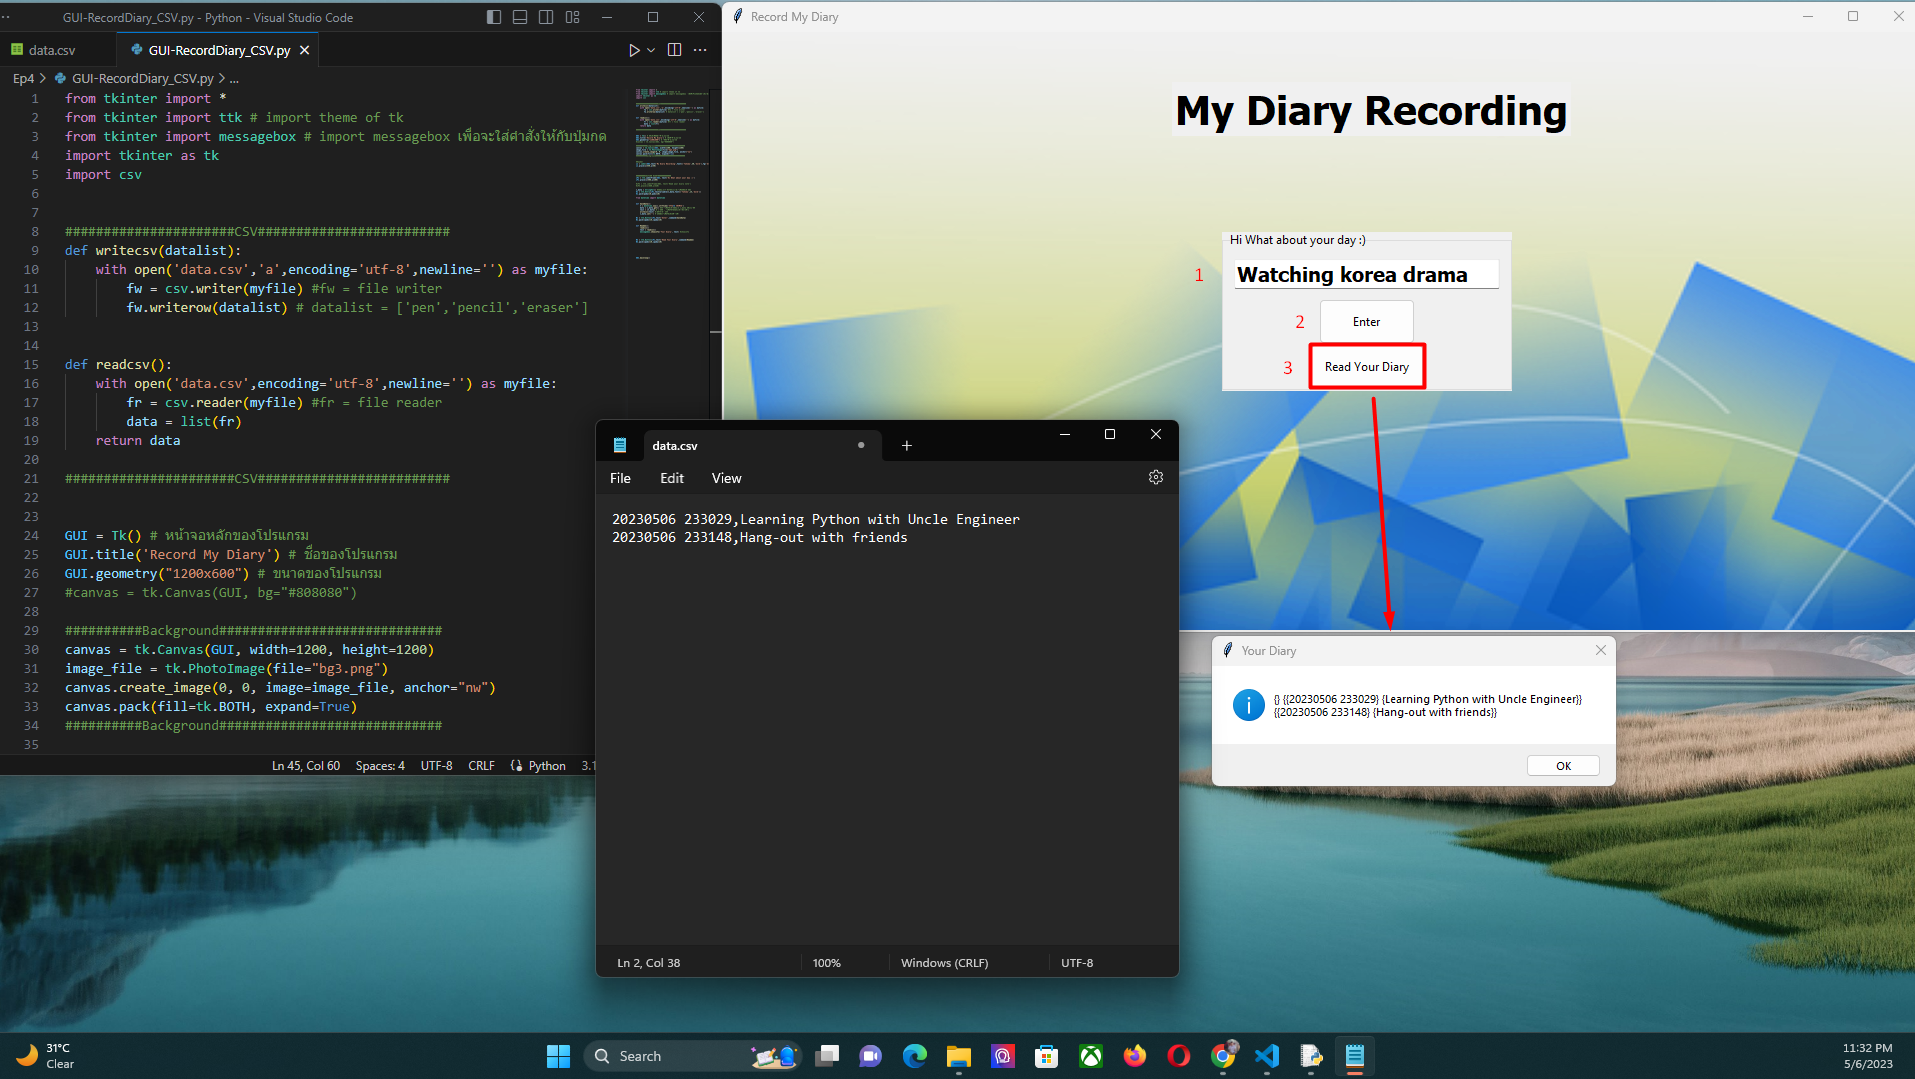 GUI-RecordDiary_CSV.py - Python - Visual Studio Code
data.csv
GUI-RecordDiary_CSV.py
Ep4 > GUI-RecordDiary_CSV.py > ...
1 from tkinter import *
2 from tkinter import ttk # import theme of tk
3 from tkinter import messagebox # import messagebox เพื่อจะใส่คำสั่งให้กับปุ่มกด
4 import tkinter as tk
5 import csv
6
7
8 ######################CSV#########################
9 def writecsv(datalist):
10 with open('data.csv','a',encoding='utf-8',newline='') as myfile:
11 fw = csv.writer(myfile) #fw = file writer
12 fw.writerow(datalist) # datalist = ['pen','pencil','eraser']
13
14
15 def readcsv():
16 with open('data.csv',encoding='utf-8',newline='') as myfile:
17 fr = csv.reader(myfile) #fr = file reader
18 data = list(fr)
19 return data
20
21 ######################CSV#########################
22
23
24 GUI = Tk() # หน้าจอหลักของโปรแกรม
25 GUI.title('Record My Diary') # ชื่อของโปรแกรม
26 GUI.geometry("1200x600") # ขนาดของโปรแกรม
27 #canvas = tk.Canvas(GUI, bg="#808080")
28
29 ##########Background#############################
30 canvas = tk.Canvas(GUI, width=1200, height=1200)
31 image_file = tk.PhotoImage(file="bg3.png")
32 canvas.create_image(0, 0, image=image_file, anchor="nw")
33 canvas.pack(fill=tk.BOTH, expand=True)
34 ##########Background#############################
35
Ln 45, Col 60 Spaces: 4 UTF-8 CRLF Python 3.1
Record My Diary
My Diary Recording
Hi What about your day :)
1 Watching korea drama
2 Enter
3 Read Your Diary
data.csv
File Edit View
20230506 233029,Learning Python with Uncle Engineer
20230506 233148,Hang-out with friends
Ln 2, Col 38 100% Windows (CRLF) UTF-8
Your Diary
{} {{20230506 233029} {Learning Python with Uncle Engineer}}
{{20230506 233148} {Hang-out with friends}}
OK
31°C
Clear
Search
11:32 PM
5/6/2023